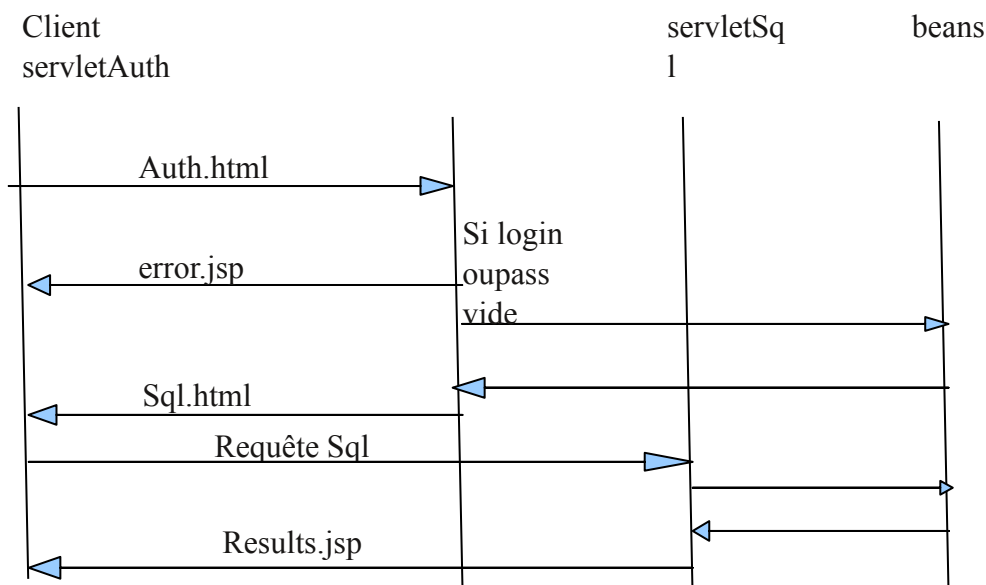 Client
servletAuth
servletSq
l
beans
Auth.html
Si login
oupass
vide
error.jsp
Sql.html
Requête Sql
Results.jsp